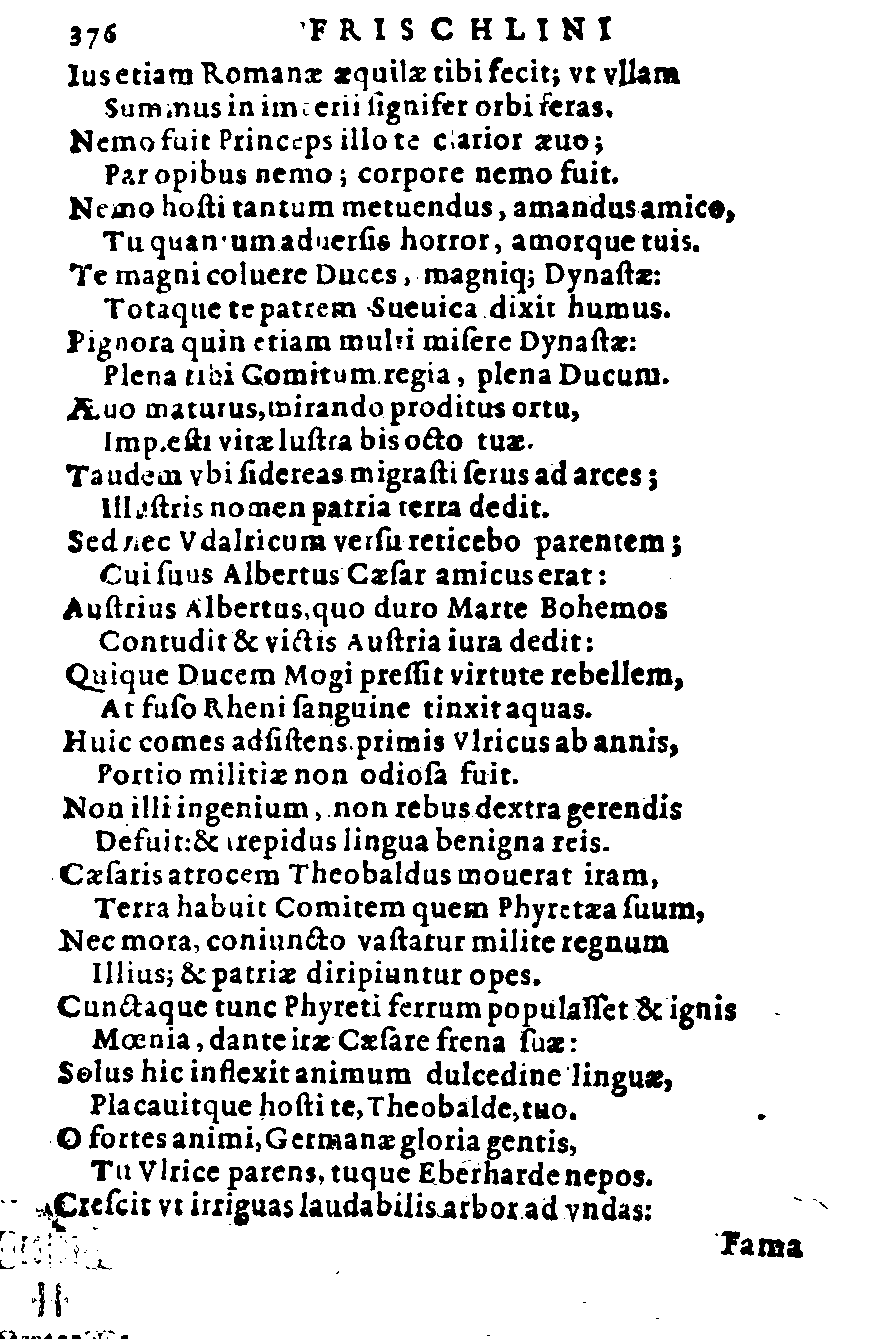 376 FRISCHLINI
Ius etiam Romanæ æquilæ tibi fecit; vt vllam
Summus in imperii ſignifer orbi feras.
Nemo fuit Princeps illo te clarior æuo;
Par opibus nemo; corpore nemo fuit.
Nemo hoſti tantum metuendus, amandus amico,
Tu quantum aduerſis horror, amorque tuis.
Te magni coluere Duces, magniq; Dynaſtæ:
Totaque te patrem Sueuica dixit humus.
Pignora quin etiam multi miſere Dynaſtæ:
Plena tibi Comitum regia, plena Ducum.
Æuo maturus, mirando proditus ortu,
Impleſti vitæ luſtra bis octo tuæ.
Tandem vbi ſidereas migraſti ſerus ad arces;
Illuſtris nomen patria terra dedit.
Sed nec Vdalricum verſu reticebo parentem;
Cui ſuus Albertus Cæſar amicus erat:
Auſtrius Albertus, quo duro Marte Bohemos
Contudit & victis Auſtria iura dedit:
Quique Ducem Mogi preſſit virtute rebellem,
At fuſo Rheni ſanguine tinxit aquas.
Huic comes adſiſtens primis Vlricus ab annis,
Portio militiæ non odioſa fuit.
Non illi ingenium, non rebus dextra gerendis
Defuit: & trepidus lingua benigna reis.
Cæſaris atrocem Theobaldus mouerat iram,
Terra habuit Comitem quem Phyretæa ſuum,
Nec mora, coniuncto vaſtatur milite regnum
Illius; & patriæ diripiuntur opes.
Cunctaque tunc Phyreti ferrum populaſſet & ignis
Mœnia, dante iræ Cæſare frena ſuæ:
Solus hic inflexit animum dulcedine linguæ,
Placauitque hoſti te, Theobalde, tuo.
O fortes animi, Germanæ gloria gentis,
Tu Vlrice parens, tuque Eberharde nepos.
Creſcit vt irriguas laudabilis arbor ad vndas:
Fama